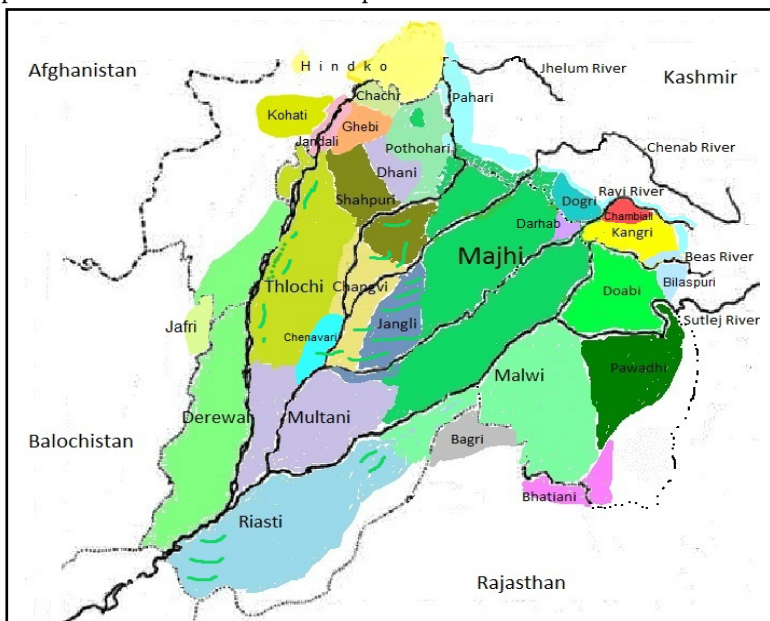 Hindko
Afghanistan
Jhelum River
Kashmir
Chachi
Pahari
Kohati
Ghebi
Jandali
Pothohari
Chenab River
Dhani
Shahpuri
Ravi River
Dogri
Chambiali
Darhab
Kangri
Majhi
Beas River
Thlochi
Changvi
Bilaspuri
Doabi
Jafri
Jangli
Sutlej River
Chenavari
Malwi
Pawadhi
Derewal
Multani
Balochistan
Bagri
Bhatiani
Riasti
Rajasthan